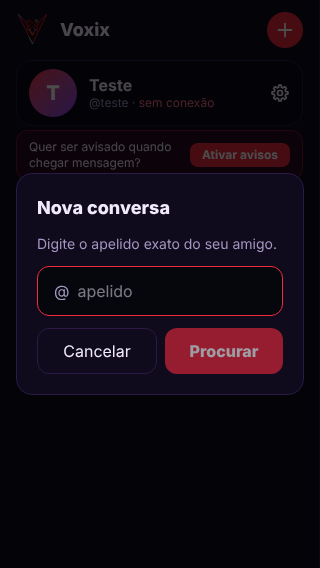 Voxix
T
Teste
@teste · sem conexão
Quer ser avisado quando
chegar mensagem?
Ativar avisos
Nova conversa
Digite o apelido exato do seu amigo.
@ apelido
Cancelar
Procurar